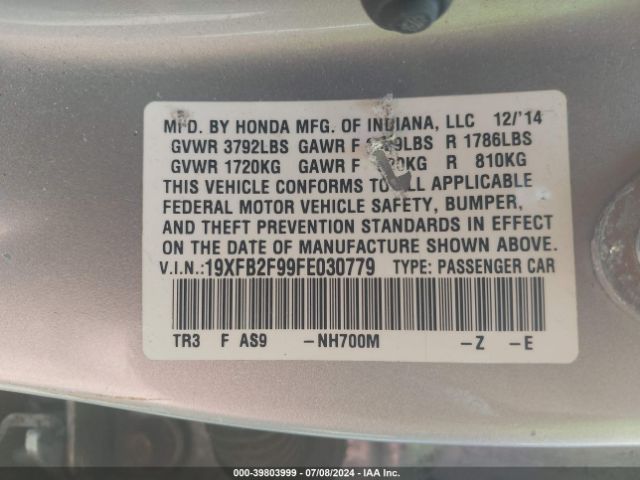 MFD. BY HONDA MFG. OF INDIANA, LLC 12/'14
GVWR 3792LBS GAWR F LBS R 1786LBS
GVWR 1720KG GAWR F KG R 810KG
THIS VEHICLE CONFORMS TO ALL APPLICABLE
FEDERAL MOTOR VEHICLE SAFETY, BUMPER,
AND THEFT PREVENTION STANDARDS IN EFFECT
ON THE DATE OF MANUFACTURE SHOWN ABOVE.
V.I.N.:19XFB2F99FE030779 TYPE: PASSENGER CAR
TR3 F AS9 -NH700M -Z -E
000-39803999 / 07/08/2024 - IAA Inc.